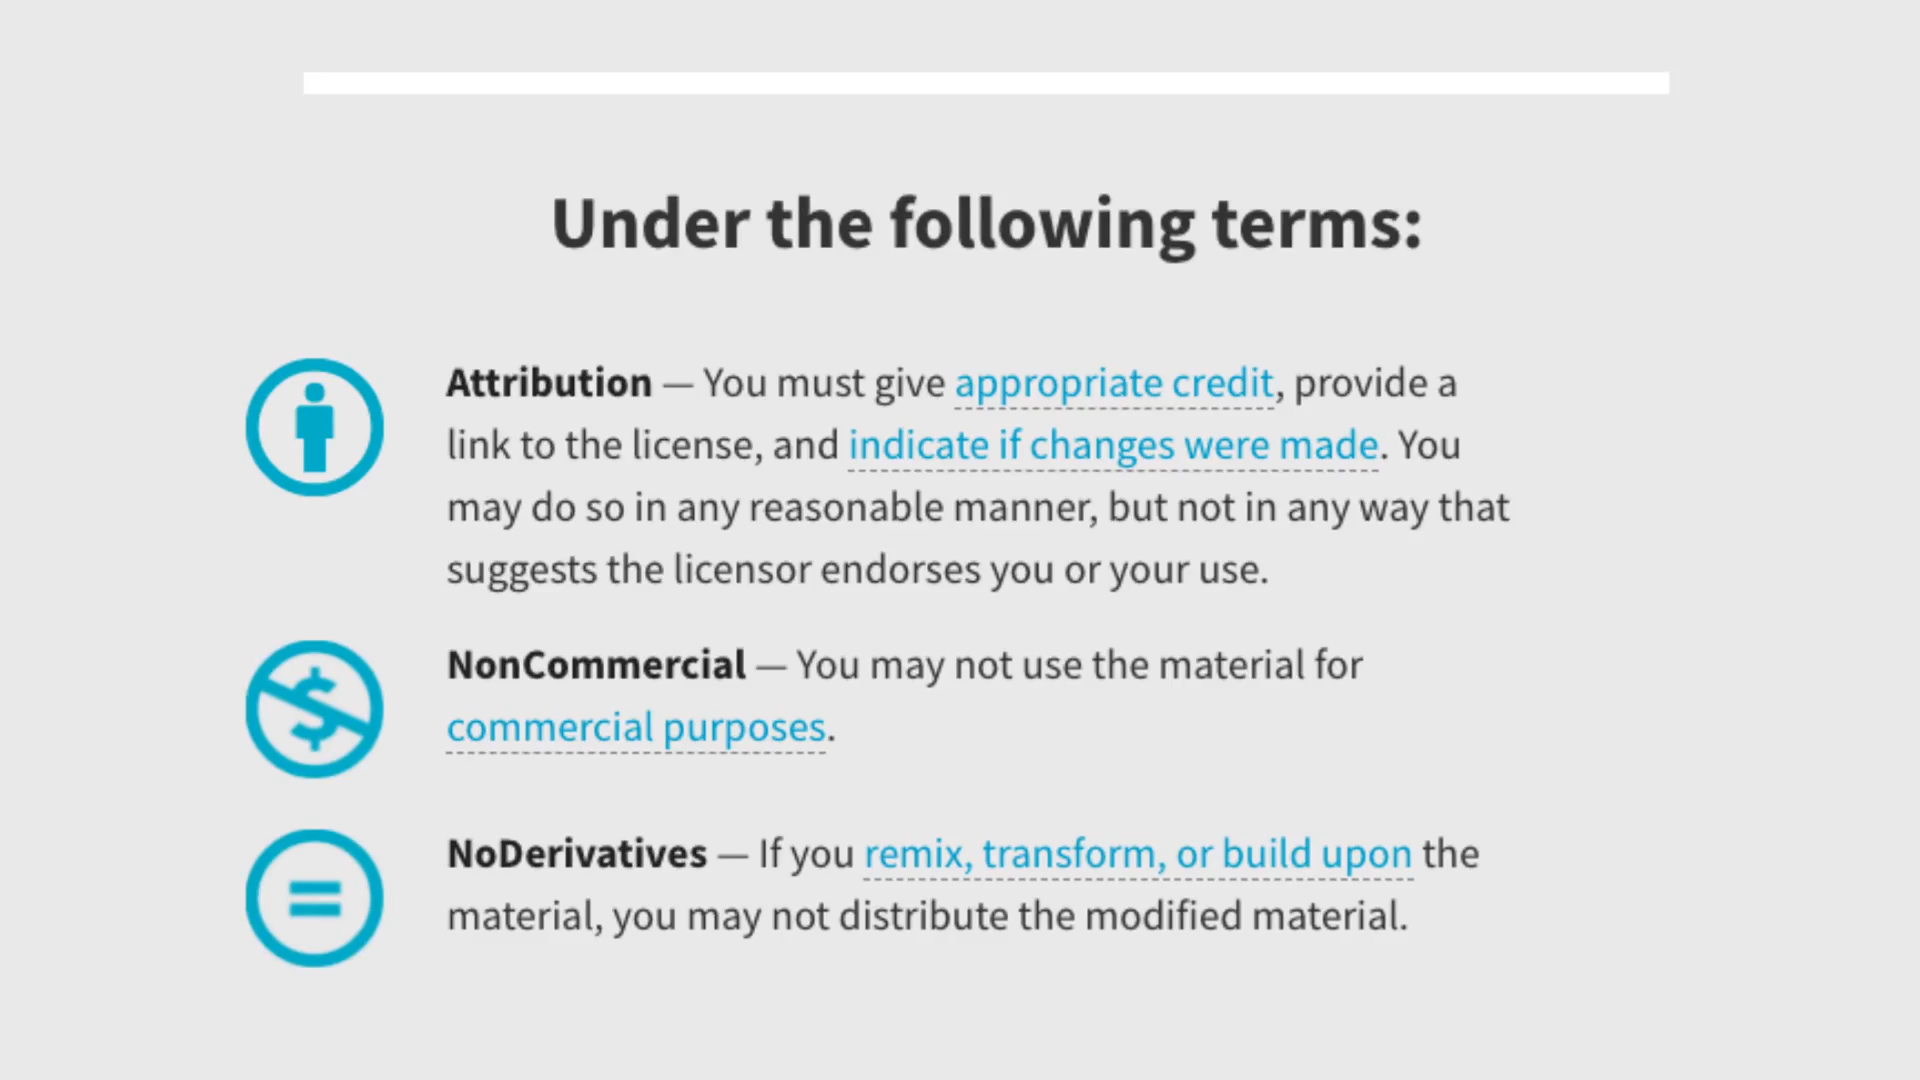 Under the following terms:
Attribution — You must give appropriate credit, provide a
link to the license, and indicate if changes were made. You
may do so in any reasonable manner, but not in any way that
suggests the licensor endorses you or your use.
NonCommercial — You may not use the material for
commercial purposes.
NoDerivatives — If you remix, transform, or build upon the
material, you may not distribute the modified material.